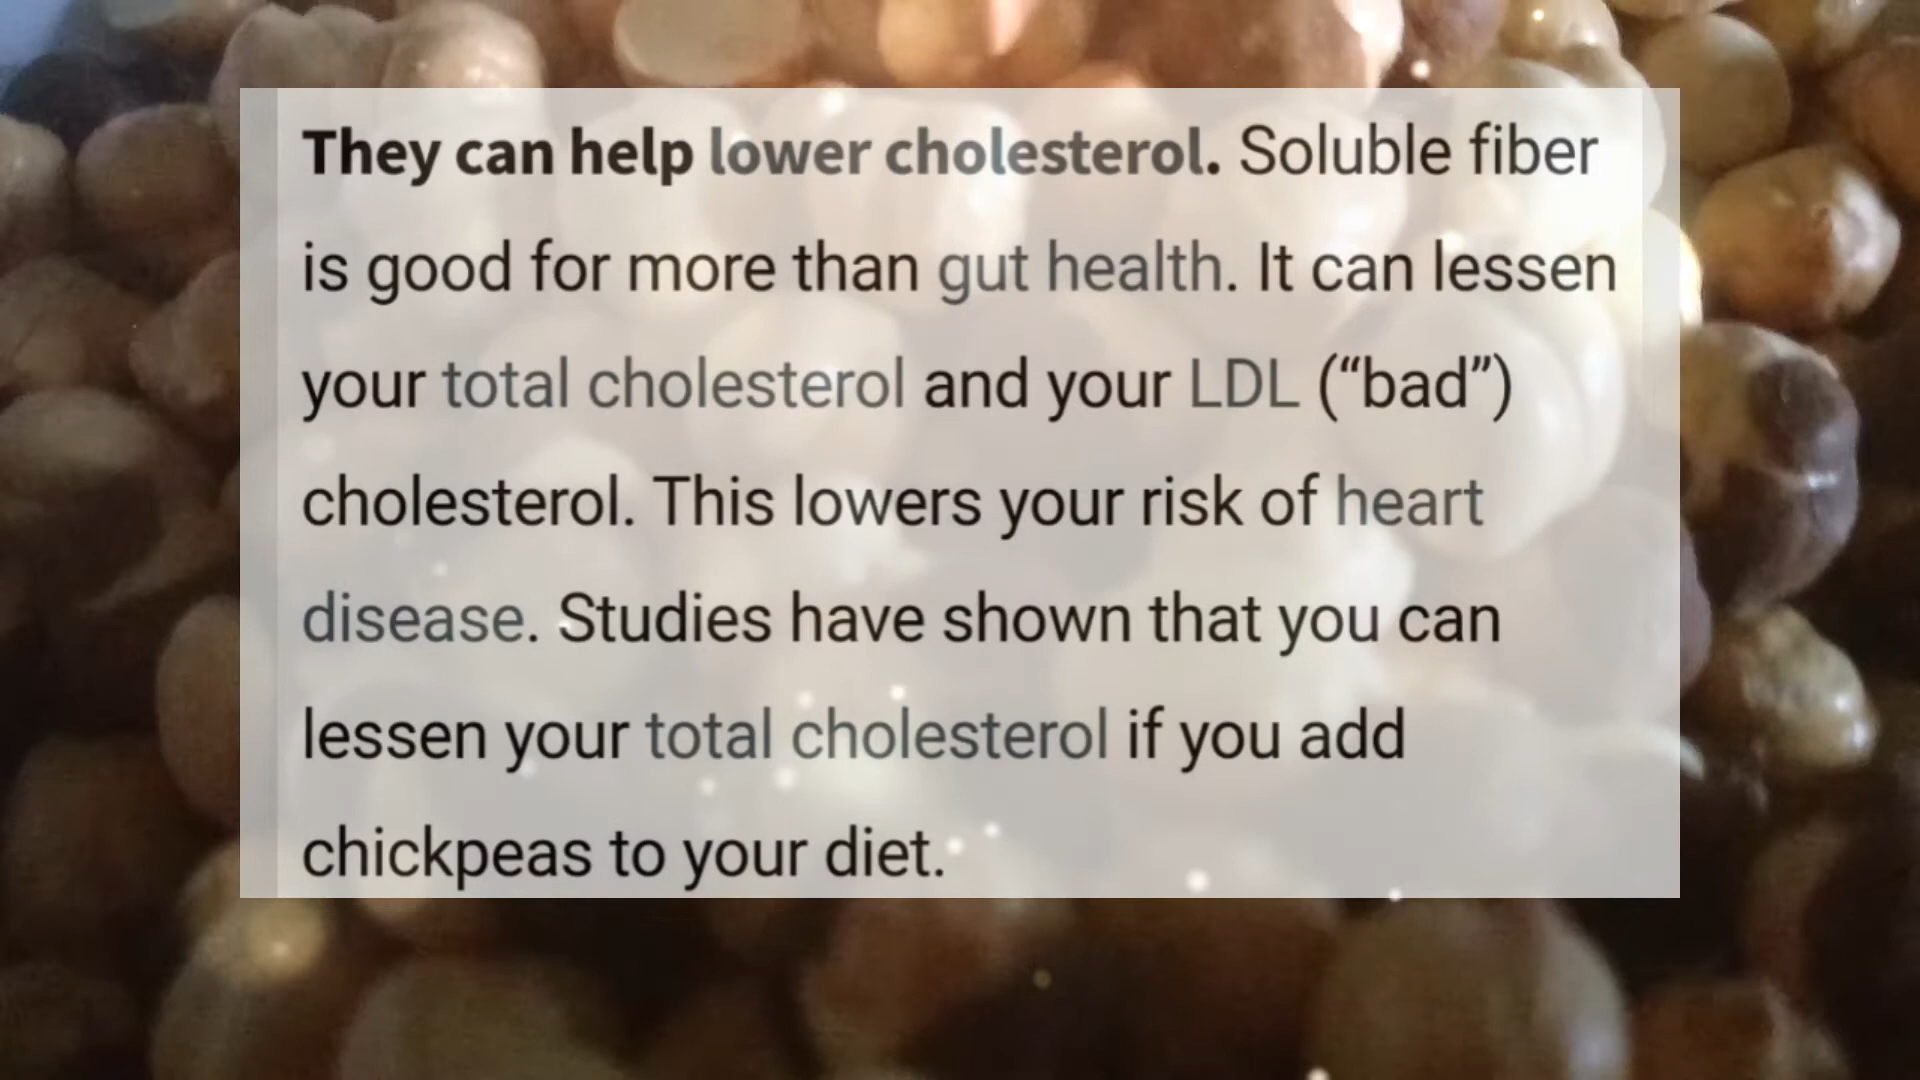 They can help lower cholesterol. Soluble fiber
is good for more than gut health. It can lessen
your total cholesterol and your LDL (“bad”)
cholesterol. This lowers your risk of heart
disease. Studies have shown that you can
lessen your total cholesterol if you add
chickpeas to your diet.